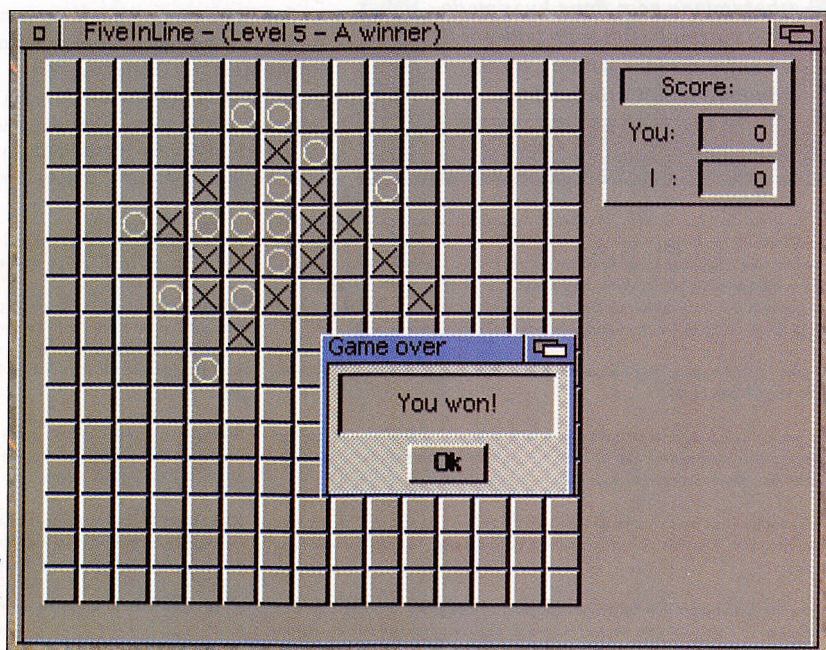 FiveInLine - (Level 5 - A winner)
Score:
You: 0
I : 0
Game over
You won!
Ok